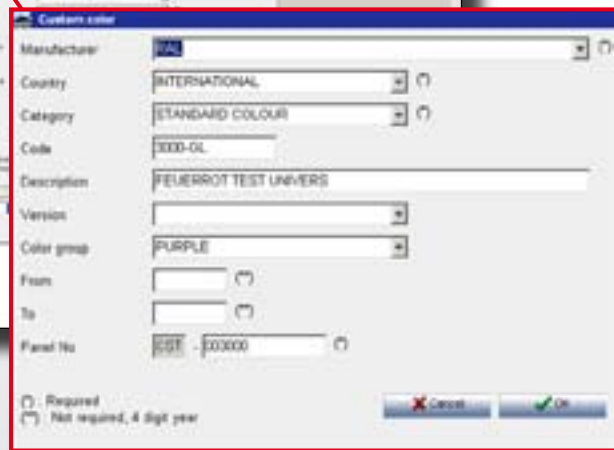 Custom color
Manufacturer RAL (*)
Country INTERNATIONAL (*)
Category STANDARD COLOUR (*)
Code 3000-GL
Description FEUERROT TEST UNIVERS
Version
Color group PURPLE
From (**)
To (**)
Panel No CST - 003000 (*)
(*) : Required
(**) : Not required, 4 digit year
Cancel OK